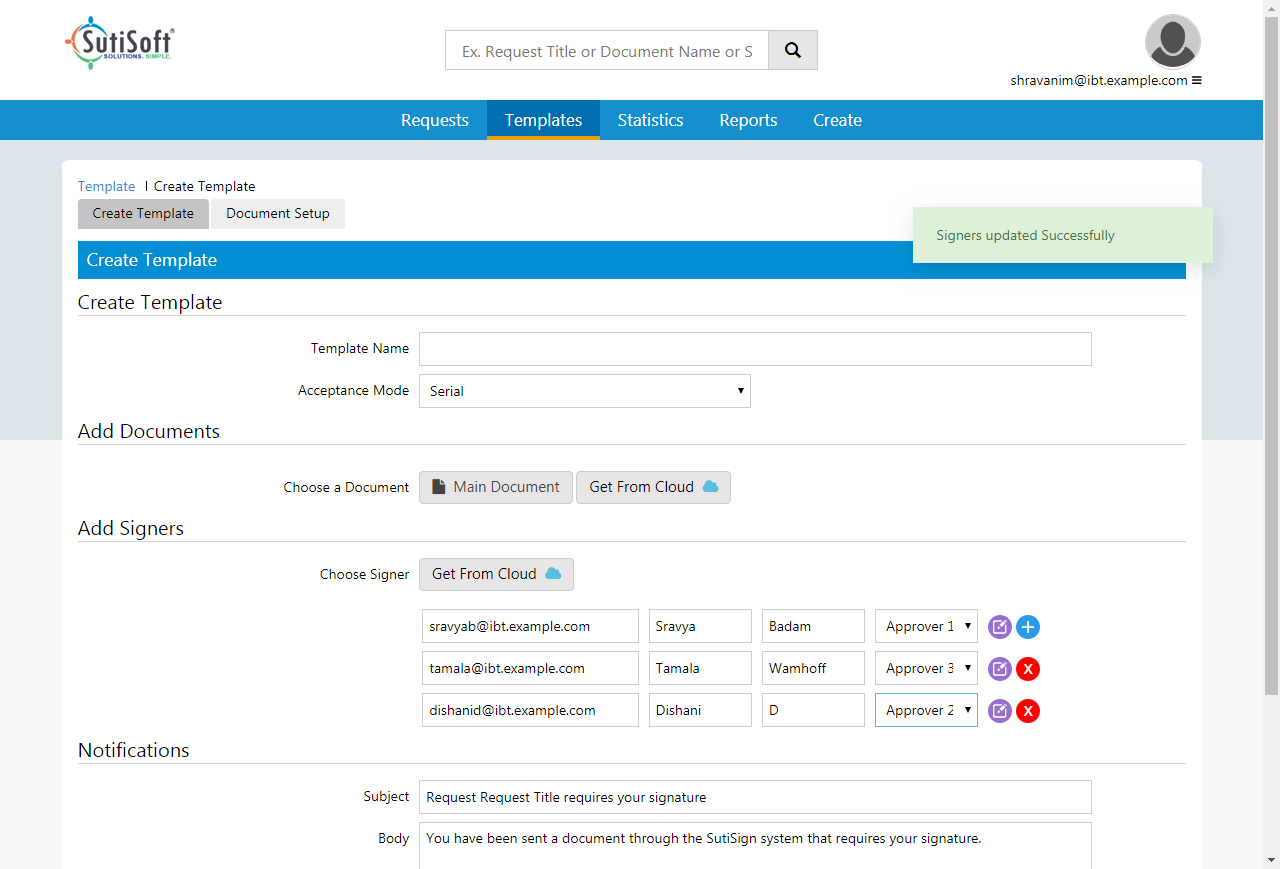 SutiSoft®
SOLUTIONS. SIMPLE.
Ex. Request Title or Document Name or S
shravanim@ibt.example.com
Requests Templates Statistics Reports Create
Template | Create Template
Create Template Document Setup
Signers updated Successfully
Create Template
Create Template
Template Name
Acceptance Mode Serial
Add Documents
Choose a Document Main Document Get From Cloud
Add Signers
Choose Signer Get From Cloud
sravyab@ibt.example.com Sravya Badam Approver 1
tamala@ibt.example.com Tamala Wamhoff Approver 3 X
dishanid@ibt.example.com Dishani D Approver 2 X
Notifications
Subject Request Request Title requires your signature
Body You have been sent a document through the SutiSign system that requires your signature.